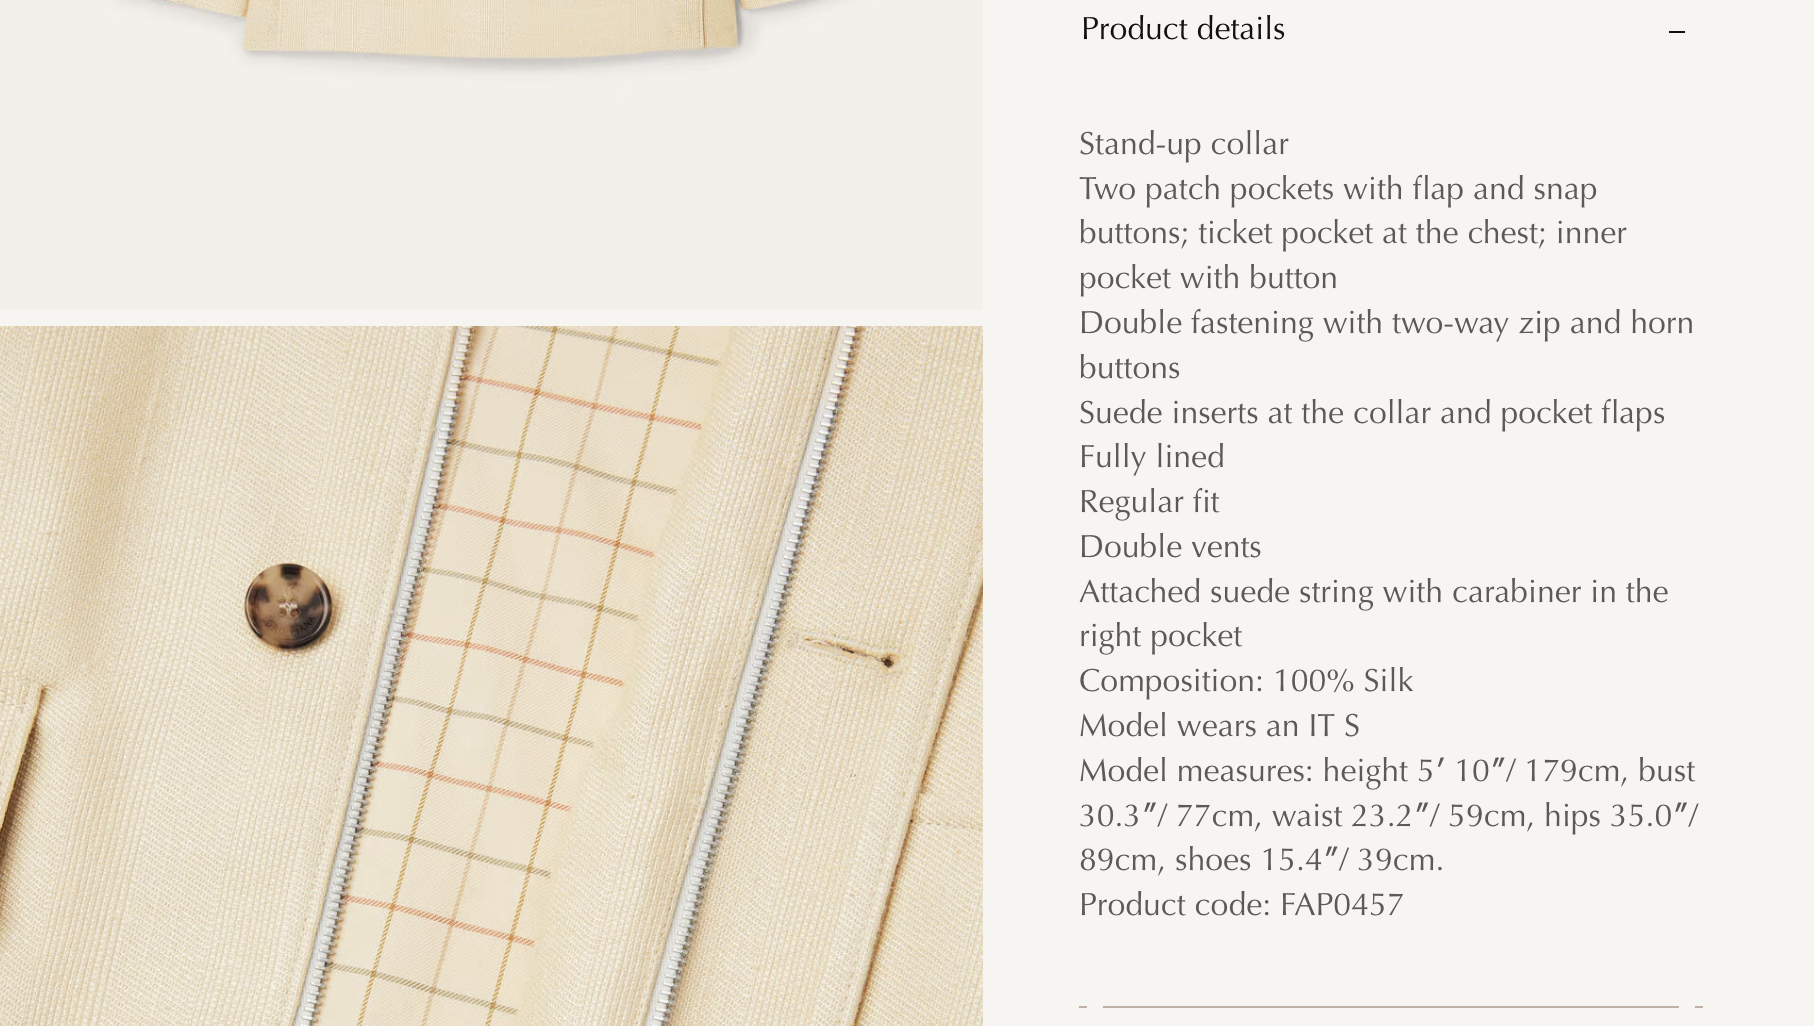 Product details
–
Stand-up collar
Two patch pockets with flap and snap
buttons; ticket pocket at the chest; inner
pocket with button
Double fastening with two-way zip and horn
buttons
Suede inserts at the collar and pocket flaps
Fully lined
Regular fit
Double vents
Attached suede string with carabiner in the
right pocket
Composition: 100% Silk
Model wears an IT S
Model measures: height 5′ 10″/ 179cm, bust
30.3″/ 77cm, waist 23.2″/ 59cm, hips 35.0″/
89cm, shoes 15.4″/ 39cm.
Product code: FAP0457